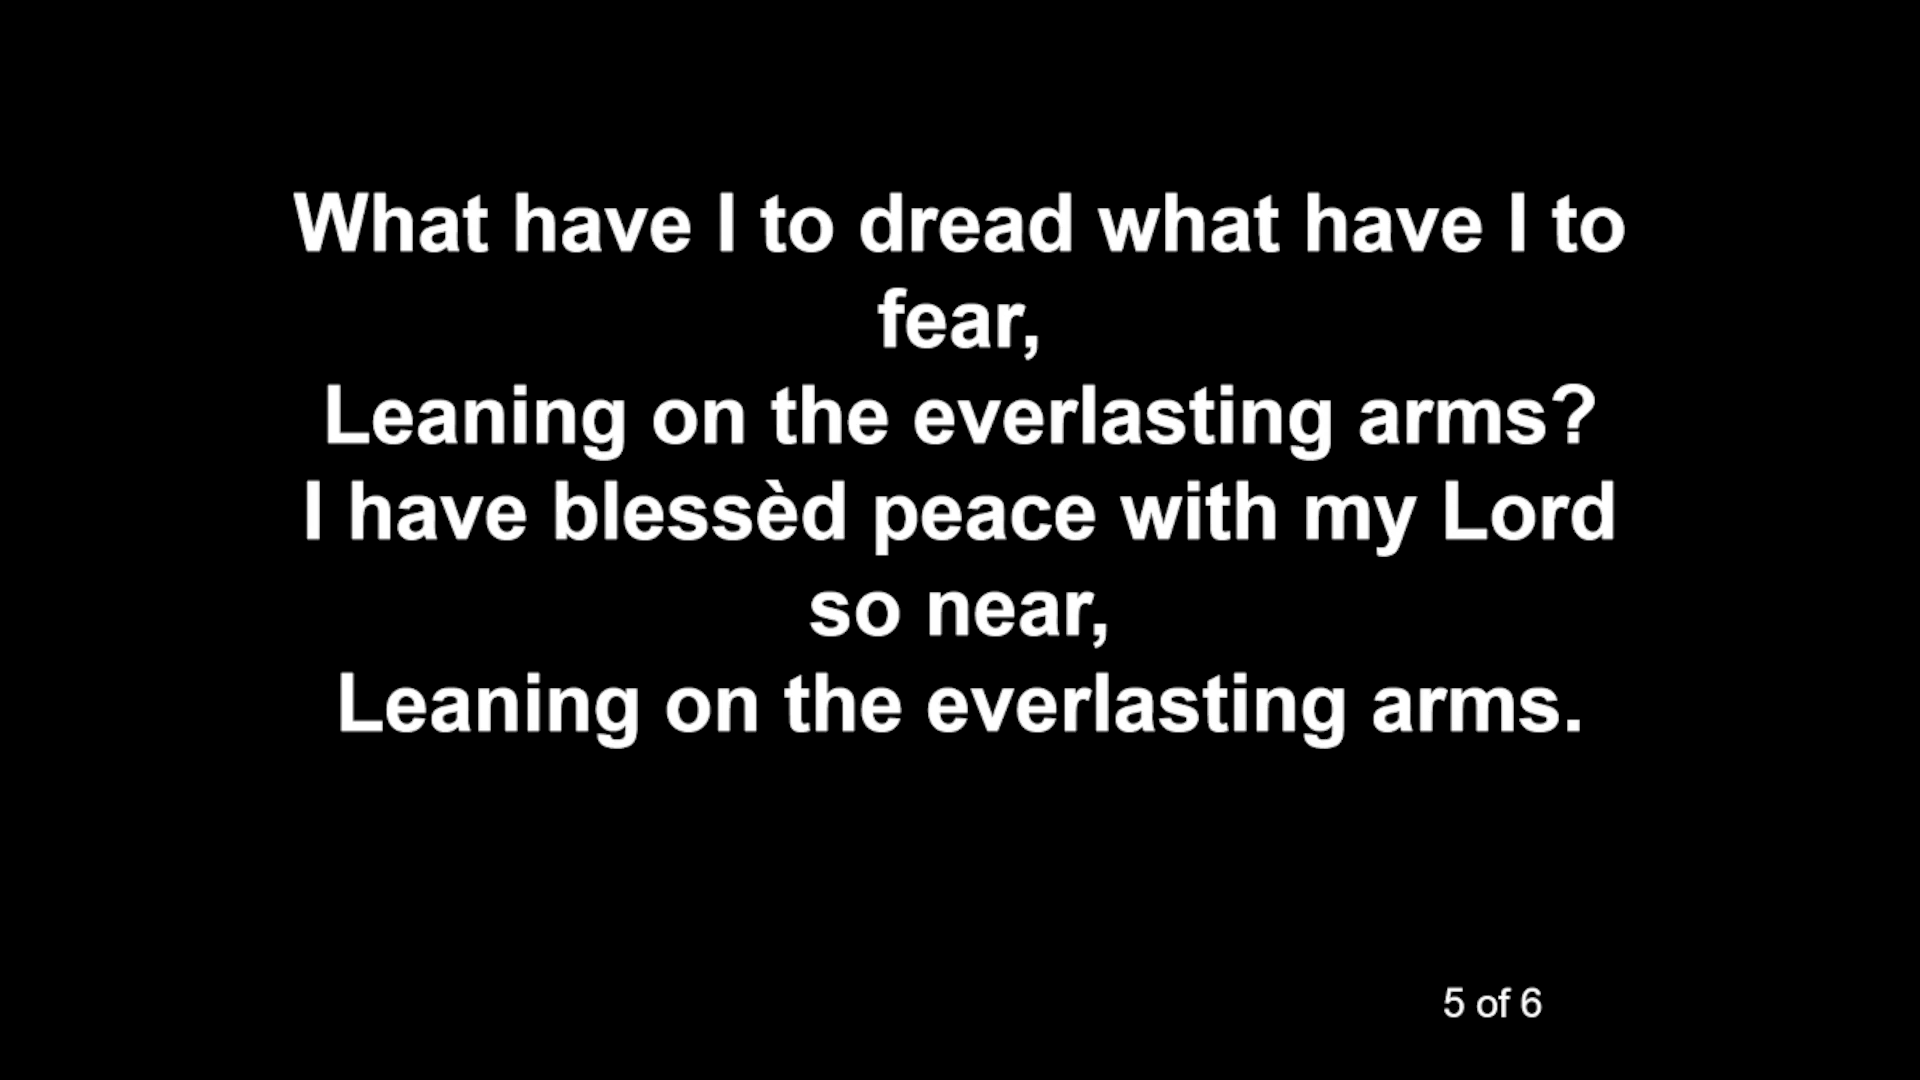 What have I to dread what have I to
fear,
Leaning on the everlasting arms?
I have blessèd peace with my Lord
so near,
Leaning on the everlasting arms.
5 of 6